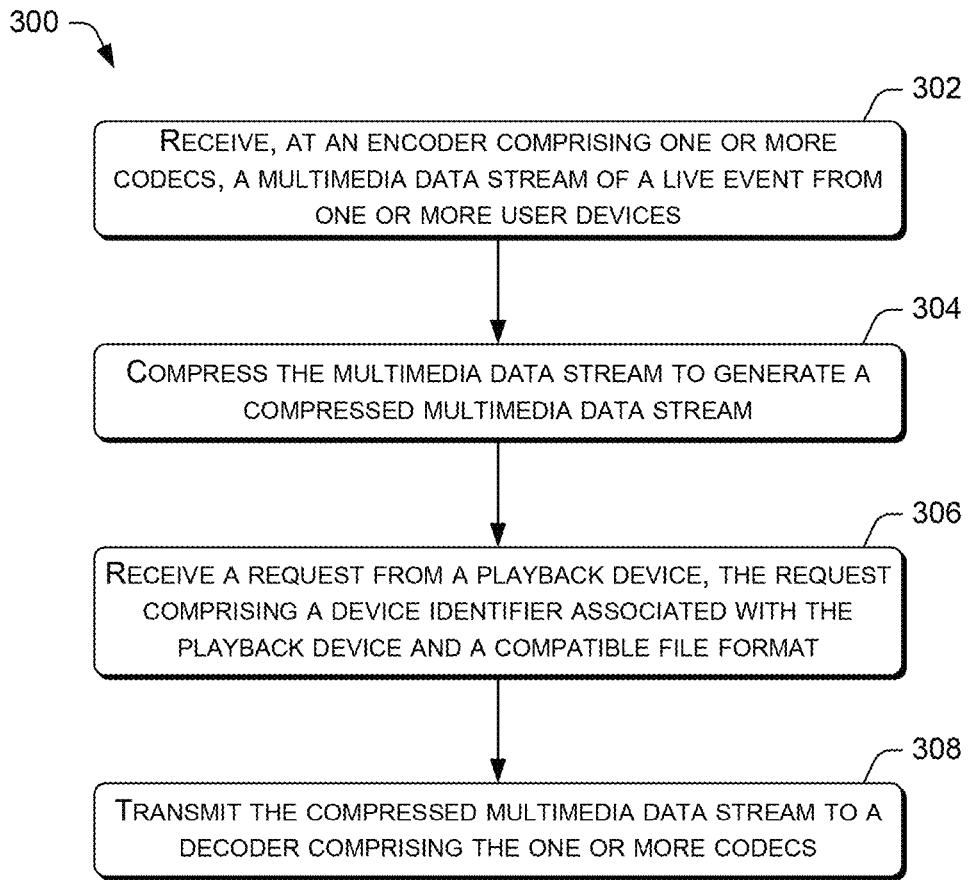 300
302
RECEIVE, AT AN ENCODER COMPRISING ONE OR MORE
CODECS, A MULTIMEDIA DATA STREAM OF A LIVE EVENT FROM
ONE OR MORE USER DEVICES
304
COMPRESS THE MULTIMEDIA DATA STREAM TO GENERATE A
COMPRESSED MULTIMEDIA DATA STREAM
306
RECEIVE A REQUEST FROM A PLAYBACK DEVICE, THE REQUEST
COMPRISING A DEVICE IDENTIFIER ASSOCIATED WITH THE
PLAYBACK DEVICE AND A COMPATIBLE FILE FORMAT
308
TRANSMIT THE COMPRESSED MULTIMEDIA DATA STREAM TO A
DECODER COMPRISING THE ONE OR MORE CODECS